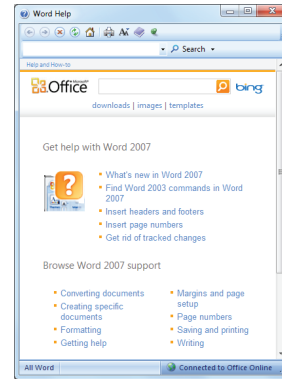 Word Help
Search
Help and How-to
Microsoft®
Office bing
downloads | images | templates
Get help with Word 2007
What's new in Word 2007
Find Word 2003 commands in Word
2007
Insert headers and footers
Insert page numbers
Get rid of tracked changes
Browse Word 2007 support
Converting documents
Creating specific
documents
Formatting
Getting help
Margins and page
setup
Page numbers
Saving and printing
Writing
All Word Connected to Office Online